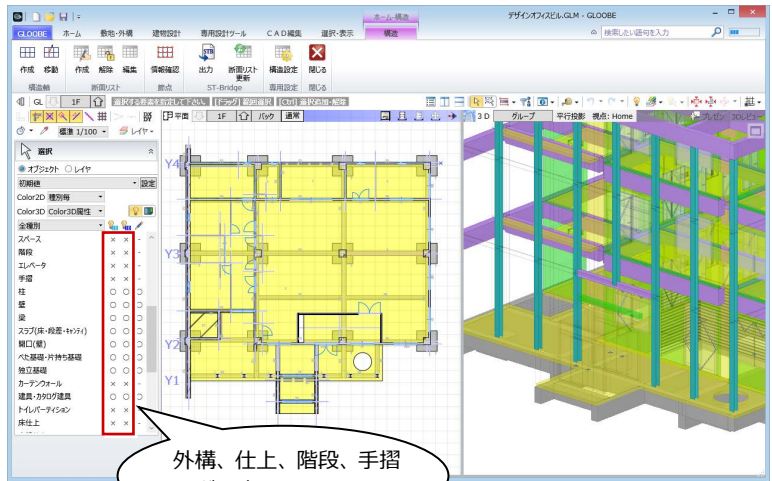 ホーム-構造
デザインオフィスビル.GLM - GLOOBE
GLOOBE ホーム 敷地・外構 建物設計 専用設計ツール CAD編集 選択・表示 構造
検索したい語句を入力
作成 移動 作成 解除 編集 情報確認 出力 断面リスト更新 構造設定 閉じる
構造軸 断面リスト 節点 ST-Bridge 専用設定 閉じる
GL 1F 選択する要素を指定して下さい。 [ドラッグ] 範囲選択 [Ctrl] 選択追加・解除
平面 1F バック 通常
3D グループ 平行投影 視点: Home プレゼン 3Dレビュー
標準 1/100 レイヤ
選択
オブジェクト レイヤ
初期値 設定
Color2D 種別毎
Color3D Color3D属性
全種別
スペース × × -
階段 × × -
エレベータ × × -
手摺 × × -
柱 ○ ○ ○
壁 ○ ○ ○
梁 ○ ○ ○
スラブ(床・段差・キャンティ) ○ ○ ○
開口(壁) ○ ○ ○
べた基礎・片持ち基礎 ○ ○ ○
独立基礎 ○ ○ ○
カーテンウォール × × -
建具・カタログ建具 ○ ○ ○
トイレパーティション × × -
床仕上 × × -
Y4
Y3
Y2
Y1
外構、仕上、階段、手摺